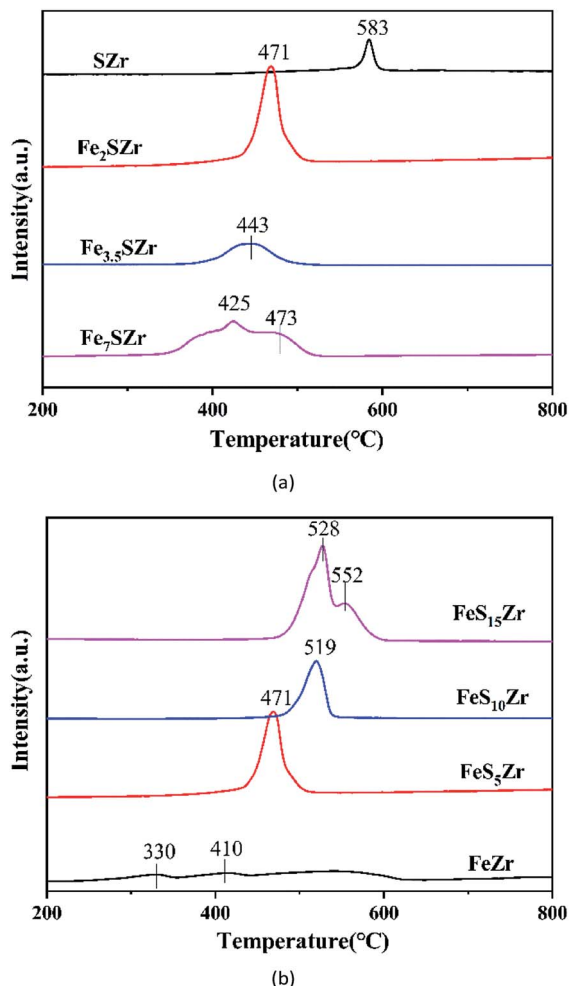 583
SZr
471
Fe₂SZr
443
Fe₃.₅SZr
425
473
Fe₇SZr
Intensity(a.u.)
200 400 600 800
Temperature(°C)
(a)
528
552
FeS₁₅Zr
519
FeS₁₀Zr
471
FeS₅Zr
330 410
FeZr
Intensity(a.u.)
200 400 600 800
Temperature(°C)
(b)